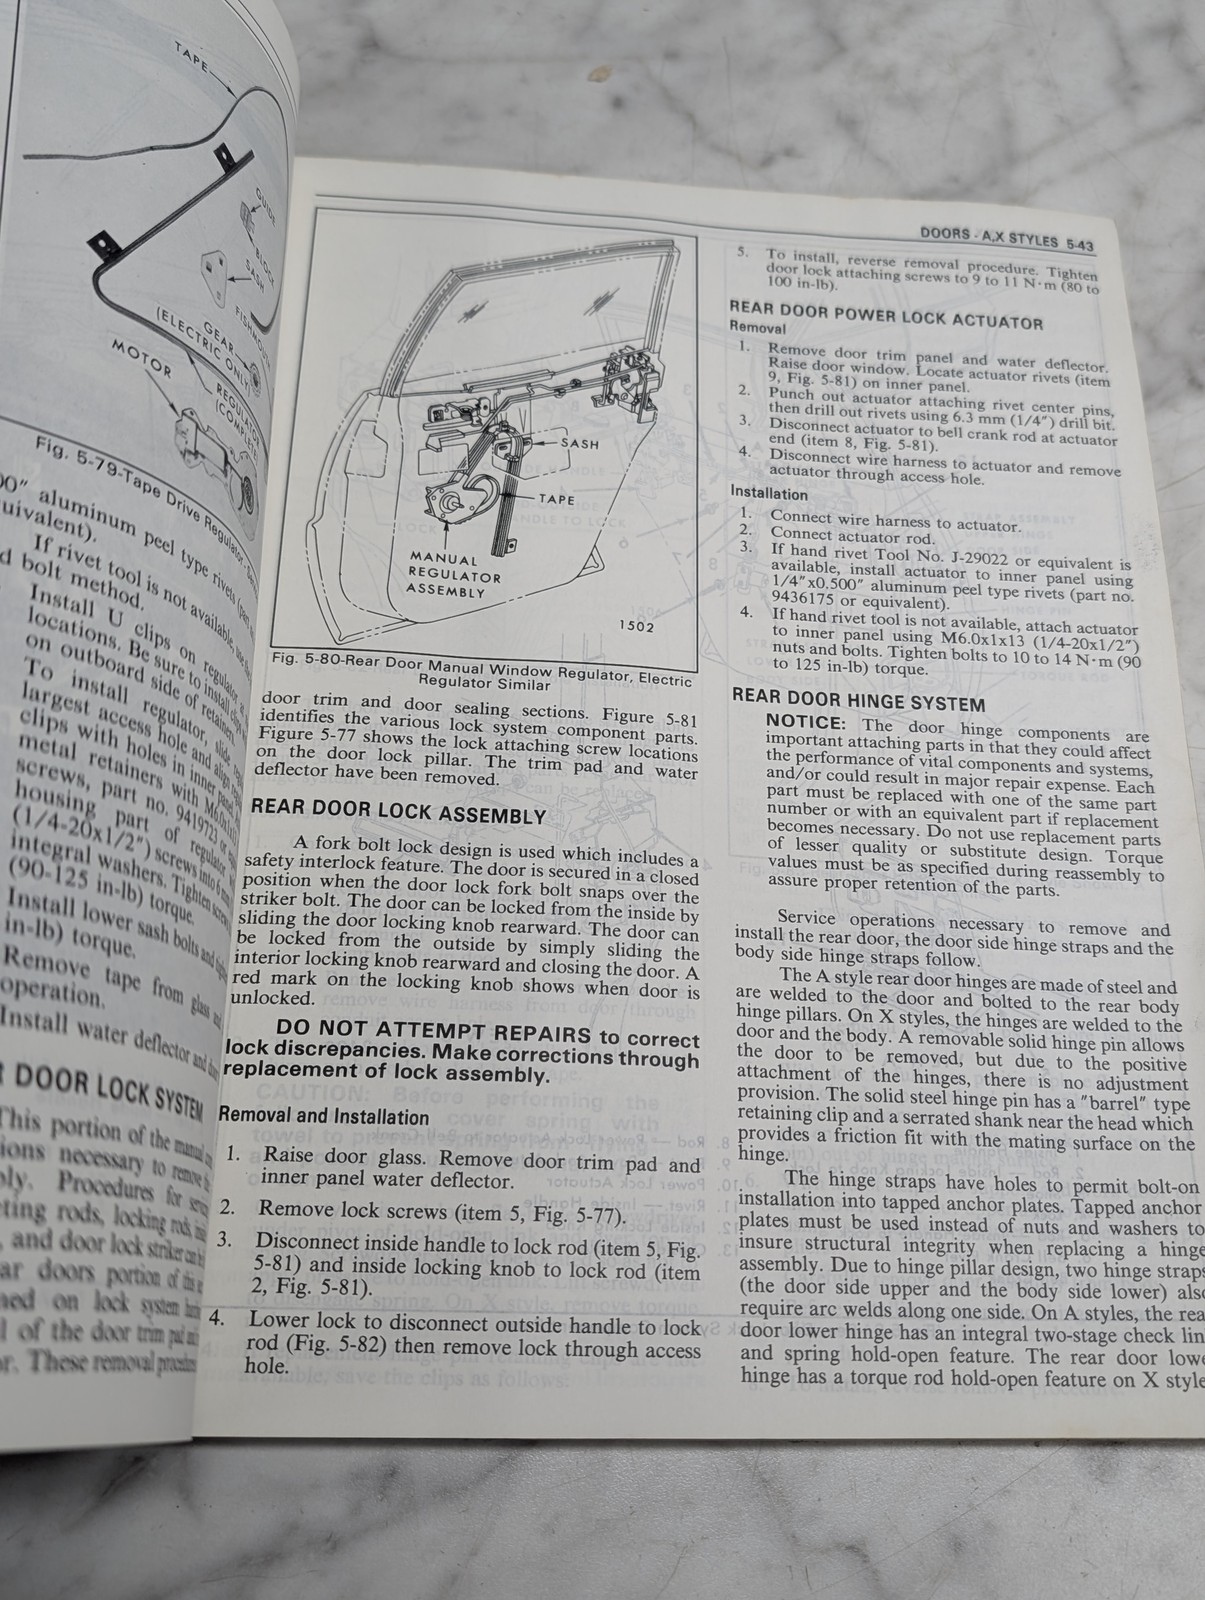 TAPE
GUIDE
BLOCK
SASH
FISHMOUTH
GEAR
(ELECTRIC ONLY)
MOTOR
REGULATOR
(COMPLETE)
Fig. 5-79-Tape Drive Regulator
00" aluminum peel type rivets (part
uivalent).
If rivet tool is not available, use the
d bolt method.
Install U clips on regulator at
locations. Be sure to install clips
on outboard side of retainer.
To install regulator, slide
largest access hole and align
clips with holes in inner panel
metal retainers with M6.0x1x13
screws, part no. 9419723 or
housing part of regulator
(1/4-20x1/2") screws into
integral washers. Tighten screws
(90-125 in-lb) torque.
Install lower sash bolts and
in-lb) torque.
Remove tape from glass and
operation.
Install water deflector and door
DOOR LOCK SYSTEM
This portion of the manual
ions necessary to remove
ly. Procedures for
ting rods, locking rods,
, and door lock striker can be
ar doors portion of this
ned on lock system
l of the door trim pad and
r. These removal procedures
DOORS - A,X STYLES 5-43
SASH
TAPE
MANUAL
REGULATOR
ASSEMBLY
1502
Fig. 5-80-Rear Door Manual Window Regulator, Electric
Regulator Similar
door trim and door sealing sections. Figure 5-81
identifies the various lock system component parts.
Figure 5-77 shows the lock attaching screw locations
on the door lock pillar. The trim pad and water
deflector have been removed.
REAR DOOR LOCK ASSEMBLY
A fork bolt lock design is used which includes a
safety interlock feature. The door is secured in a closed
position when the door lock fork bolt snaps over the
striker bolt. The door can be locked from the inside by
sliding the door locking knob rearward. The door can
be locked from the outside by simply sliding the
interior locking knob rearward and closing the door. A
red mark on the locking knob shows when door is
unlocked.
DO NOT ATTEMPT REPAIRS to correct
lock discrepancies. Make corrections through
replacement of lock assembly.
Removal and Installation
1. Raise door glass. Remove door trim pad and
inner panel water deflector.
2. Remove lock screws (item 5, Fig. 5-77).
3. Disconnect inside handle to lock rod (item 5, Fig.
5-81) and inside locking knob to lock rod (item
2, Fig. 5-81).
4. Lower lock to disconnect outside handle to lock
rod (Fig. 5-82) then remove lock through access
hole.
5. To install, reverse removal procedure. Tighten
door lock attaching screws to 9 to 11 N·m (80 to
100 in-lb).
REAR DOOR POWER LOCK ACTUATOR
Removal
1. Remove door trim panel and water deflector.
Raise door window. Locate actuator rivets (item
9, Fig. 5-81) on inner panel.
2. Punch out actuator attaching rivet center pins,
then drill out rivets using 6.3 mm (1/4") drill bit.
3. Disconnect actuator to bell crank rod at actuator
end (item 8, Fig. 5-81).
4. Disconnect wire harness to actuator and remove
actuator through access hole.
Installation
1. Connect wire harness to actuator.
2. Connect actuator rod.
3. If hand rivet Tool No. J-29022 or equivalent is
available, install actuator to inner panel using
1/4"x0.500" aluminum peel type rivets (part no.
9436175 or equivalent).
4. If hand rivet tool is not available, attach actuator
to inner panel using M6.0x1x13 (1/4-20x1/2")
nuts and bolts. Tighten bolts to 10 to 14 N·m (90
to 125 in-lb) torque.
REAR DOOR HINGE SYSTEM
NOTICE: The door hinge components are
important attaching parts in that they could affect
the performance of vital components and systems,
and/or could result in major repair expense. Each
part must be replaced with one of the same part
number or with an equivalent part if replacement
becomes necessary. Do not use replacement parts
of lesser quality or substitute design. Torque
values must be as specified during reassembly to
assure proper retention of the parts.
Service operations necessary to remove and
install the rear door, the door side hinge straps and the
body side hinge straps follow.
The A style rear door hinges are made of steel and
are welded to the door and bolted to the rear body
hinge pillars. On X styles, the hinges are welded to the
door and the body. A removable solid hinge pin allows
the door to be removed, but due to the positive
attachment of the hinges, there is no adjustment
provision. The solid steel hinge pin has a "barrel" type
retaining clip and a serrated shank near the head which
provides a friction fit with the mating surface on the
hinge.
The hinge straps have holes to permit bolt-on
installation into tapped anchor plates. Tapped anchor
plates must be used instead of nuts and washers to
insure structural integrity when replacing a hinge
assembly. Due to hinge pillar design, two hinge straps
(the door side upper and the body side lower) also
require arc welds along one side. On A styles, the rea
door lower hinge has an integral two-stage check lin
and spring hold-open feature. The rear door lowe
hinge has a torque rod hold-open feature on X style